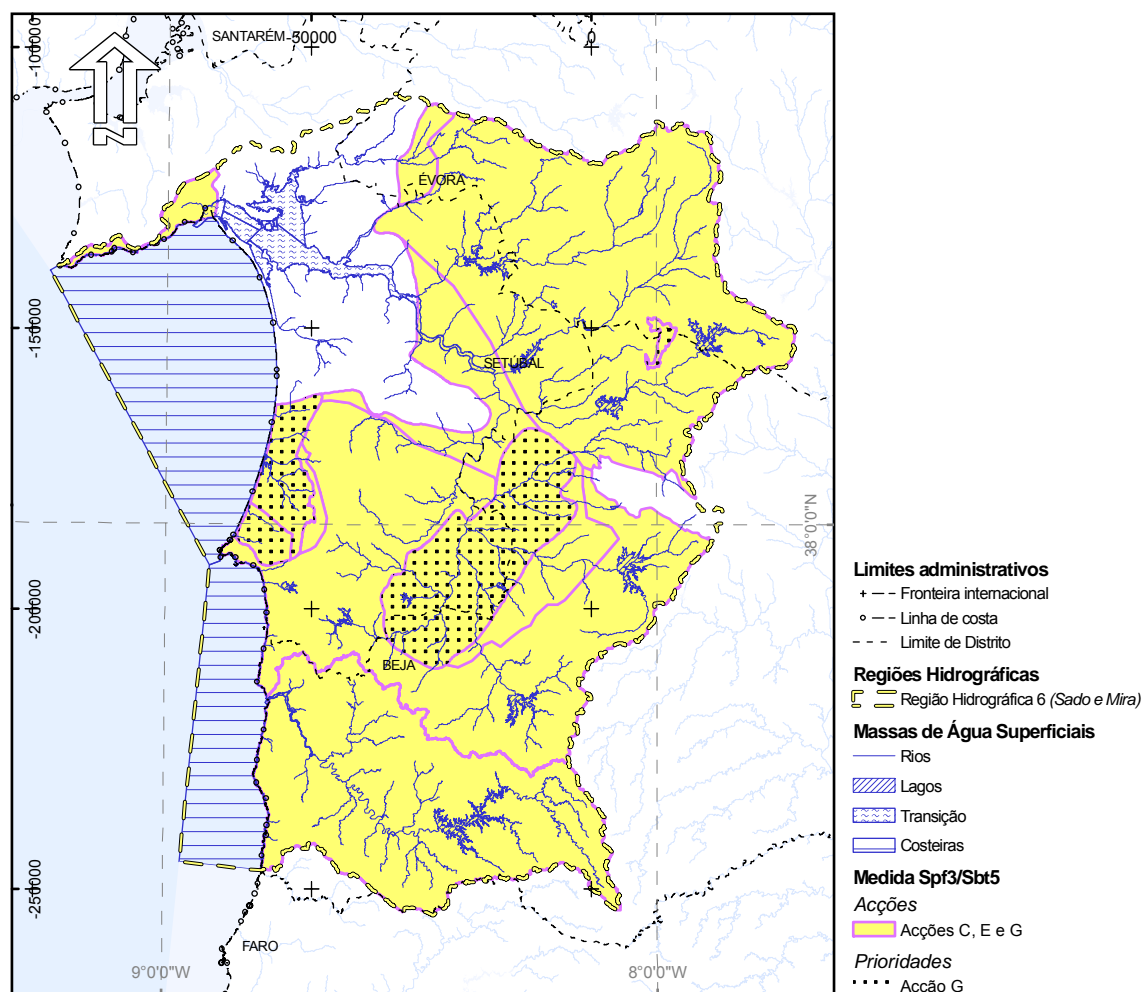 SANTARÉM
-50000
0
-100000
N
ÉVORA
-150000
SETÚBAL
38°0'0"N
-200000
BEJA
-250000
FARO
9°0'0"W
8°0'0"W
Limites administrativos
Fronteira internacional
Linha de costa
Limite de Distrito
Regiões Hidrográficas
Região Hidrográfica 6 (Sado e Mira)
Massas de Água Superficiais
Rios
Lagos
Transição
Costeiras
Medida Spf3/Sbt5
Acções
Acções C, E e G
Prioridades
Acção G